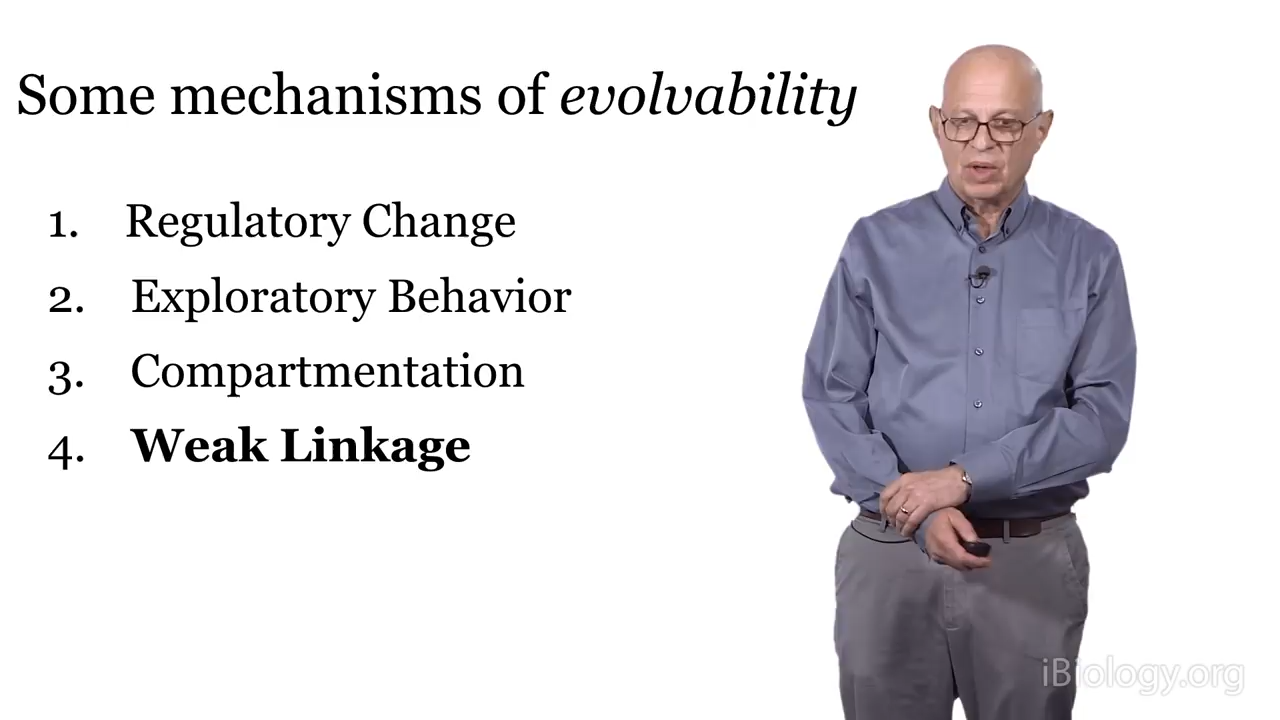 Some mechanisms of evolvability
1. Regulatory Change
2. Exploratory Behavior
3. Compartmentation
4. Weak Linkage
iBiology.org